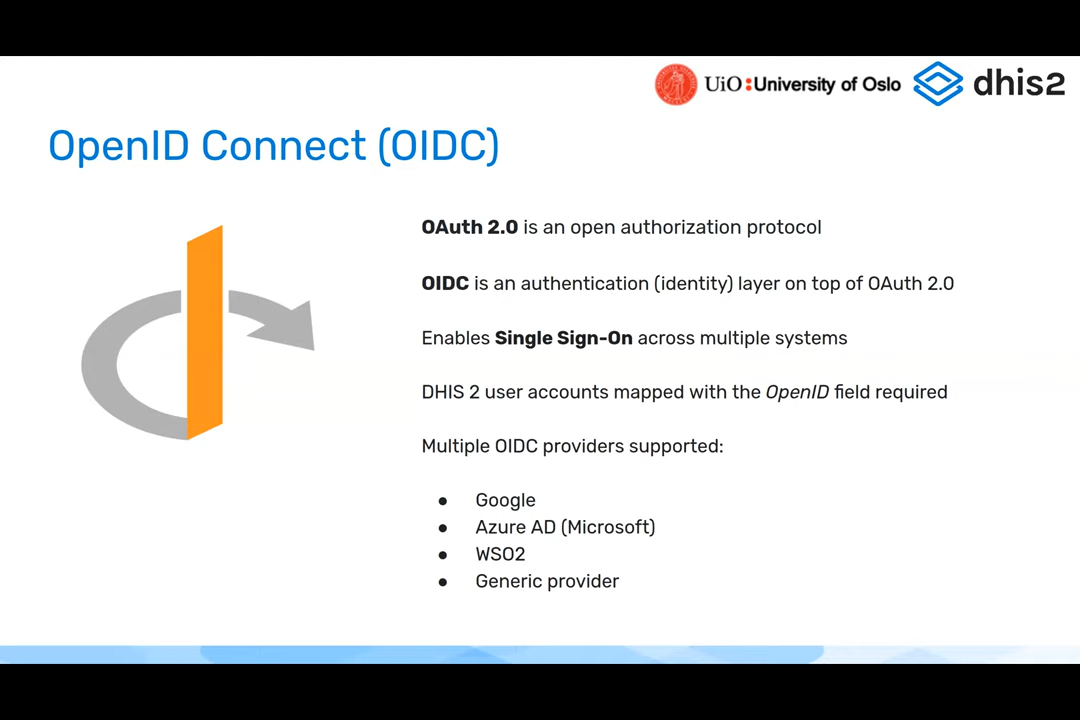 UiO:University of Oslo
dhis2
OpenID Connect (OIDC)
OAuth 2.0 is an open authorization protocol
OIDC is an authentication (identity) layer on top of OAuth 2.0
Enables Single Sign-On across multiple systems
DHIS 2 user accounts mapped with the OpenID field required
Multiple OIDC providers supported:
● Google
● Azure AD (Microsoft)
● WSO2
● Generic provider